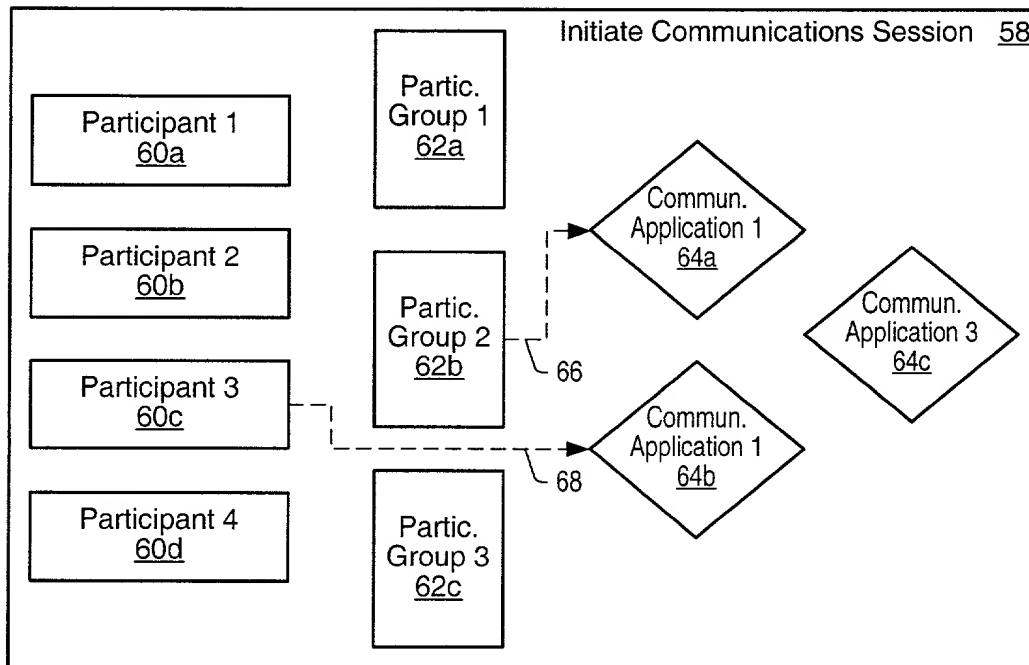 Initiate Communications Session 58
Participant 1
60a
Participant 2
60b
Participant 3
60c
Participant 4
60d
Partic.
Group 1
62a
Partic.
Group 2
62b
Partic.
Group 3
62c
Commun.
Application 1
64a
Commun.
Application 1
64b
Commun.
Application 3
64c
66
68